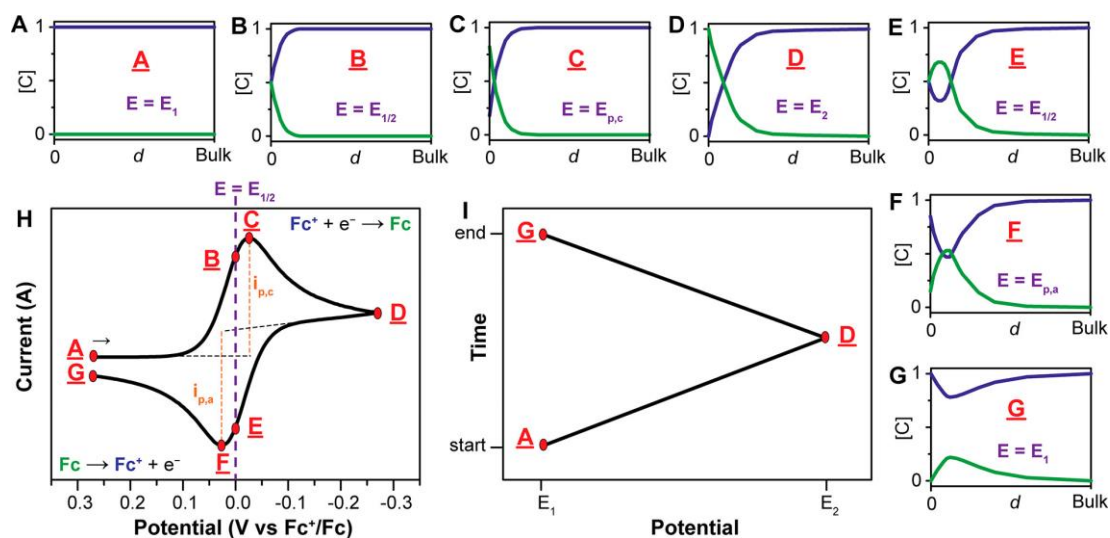 A
1
[C]
0
A
E = E₁
0 d Bulk
B
1
[C]
0
B
E = E₁/₂
0 d Bulk
C
1
[C]
0
C
E = Eₚ,c
0 d Bulk
D
1
[C]
0
D
E = E₂
0 d Bulk
E
1
[C]
0
E
E = E₁/₂
0 d Bulk
H
E = E₁/₂
Fc⁺ + e⁻ → Fc
C
B
iₚ,c
D
A →
G
iₚ,a
E
F
Fc → Fc⁺ + e⁻
Current (A)
0.3 0.2 0.1 0.0 -0.1 -0.2 -0.3
Potential (V vs Fc⁺/Fc)
I
end
G
D
Time
start
A
E₁ E₂
Potential
F
1
[C]
0
F
E = Eₚ,a
0 d Bulk
G
1
[C]
0
G
E = E₁
0 d Bulk